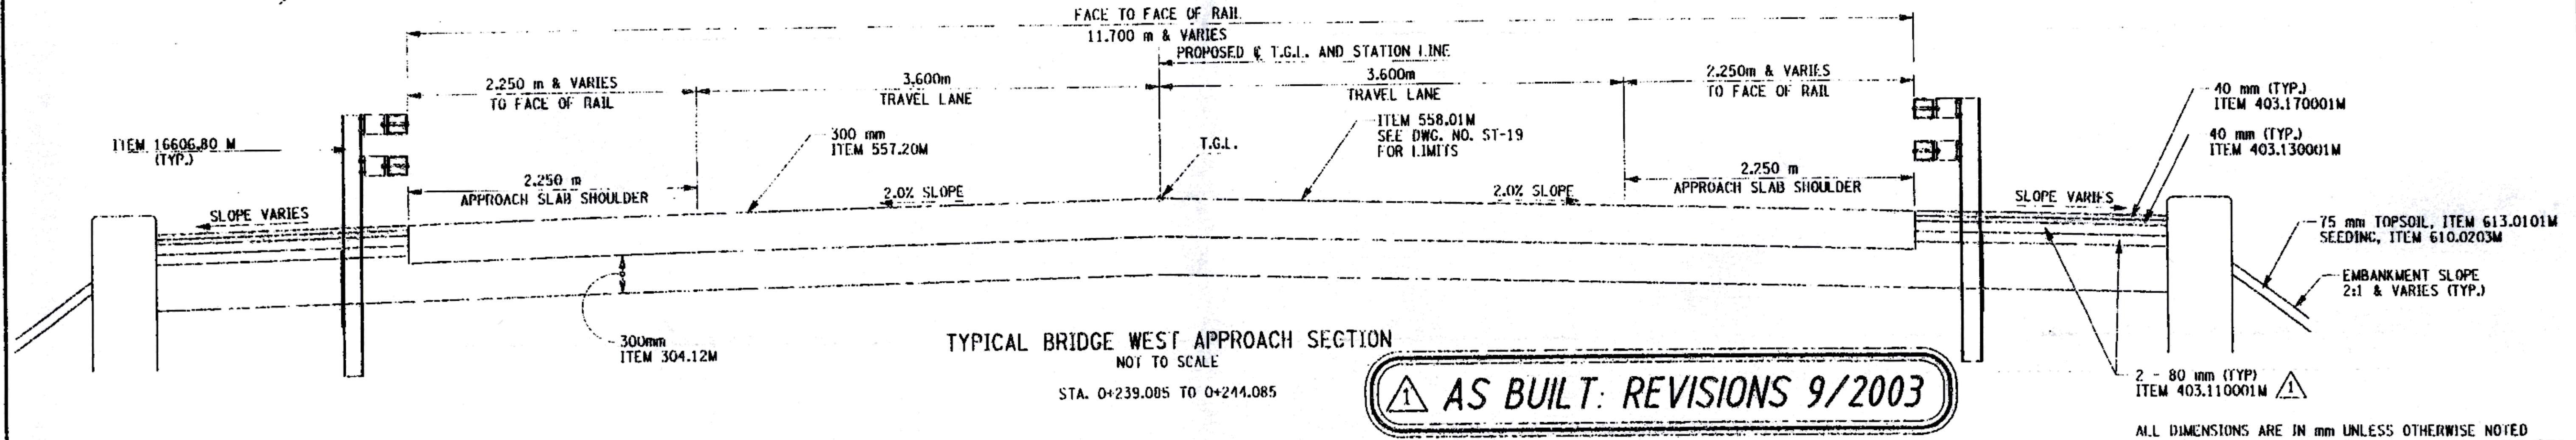 FACE TO FACE OF RAIL
11.700 m & VARIES
PROPOSED ℄ T.G.L. AND STATION LINE
2.250 m & VARIES
TO FACE OF RAIL
3.600m
TRAVEL LANE
3.600m
TRAVEL LANE
2.250m & VARIES
TO FACE OF RAIL
40 mm (TYP.)
ITEM 403.170001M
40 mm (TYP.)
ITEM 403.130001M
ITEM 16606.80 M
(TYP.)
300 mm
ITEM 557.20M
T.G.L.
ITEM 558.01M
SEE DWG. NO. ST-19
FOR LIMITS
2.250 m
APPROACH SLAB SHOULDER
2.0% SLOPE
2.0% SLOPE
2.250 m
APPROACH SLAB SHOULDER
SLOPE VARIES
SLOPE VARIES
75 mm TOPSOIL, ITEM 613.0101M
SEEDING, ITEM 610.0203M
EMBANKMENT SLOPE
2:1 & VARIES (TYP.)
300mm
ITEM 304.12M
TYPICAL BRIDGE WEST APPROACH SECTION
NOT TO SCALE
STA. 0+239.085 TO 0+244.085
1 AS BUILT: REVISIONS 9/2003
2 - 80 mm (TYP)
ITEM 403.110001M 1
ALL DIMENSIONS ARE IN mm UNLESS OTHERWISE NOTED